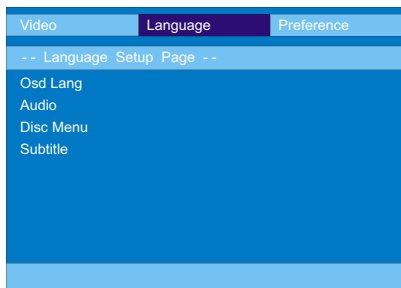 Video Language Preference
-- Language Setup Page --
Osd Lang
Audio
Disc Menu
Subtitle